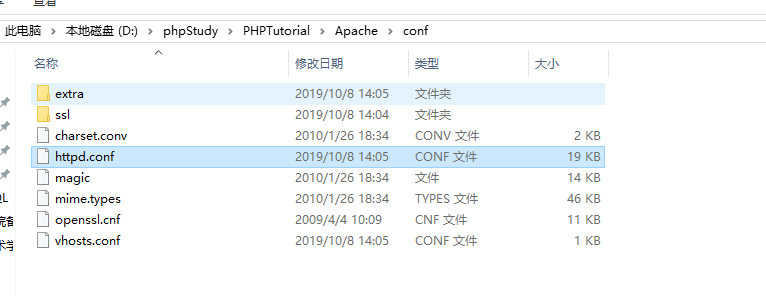 查看
此电脑 › 本地磁盘 (D:) › phpStudy › PHPTutorial › Apache › conf
名称 修改日期 类型 大小
extra 2019/10/8 14:05 文件夹
ssl 2019/10/8 14:04 文件夹
charset.conv 2010/1/26 18:34 CONV 文件 2 KB
httpd.conf 2019/10/8 14:05 CONF 文件 19 KB
magic 2010/1/26 18:34 文件 14 KB
mime.types 2010/1/26 18:34 TYPES 文件 46 KB
openssl.cnf 2009/4/4 10:09 CNF 文件 11 KB
vhosts.conf 2019/10/8 14:05 CONF 文件 1 KB